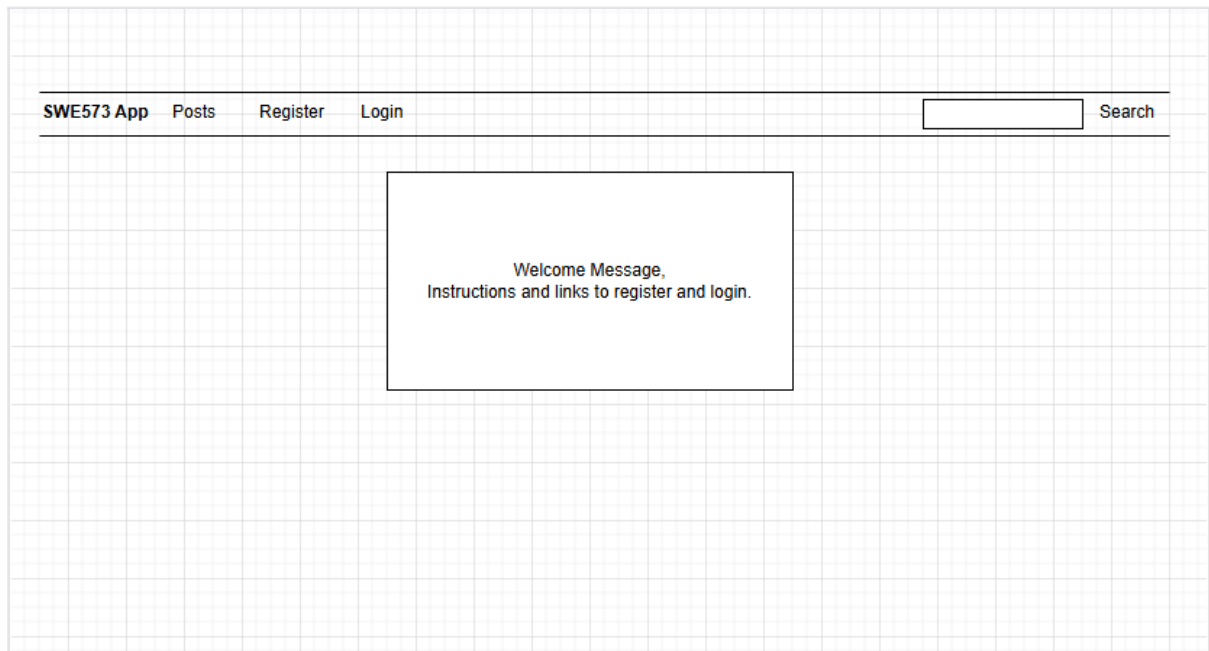 SWE573 App Posts Register Login Search
Welcome Message,
Instructions and links to register and login.